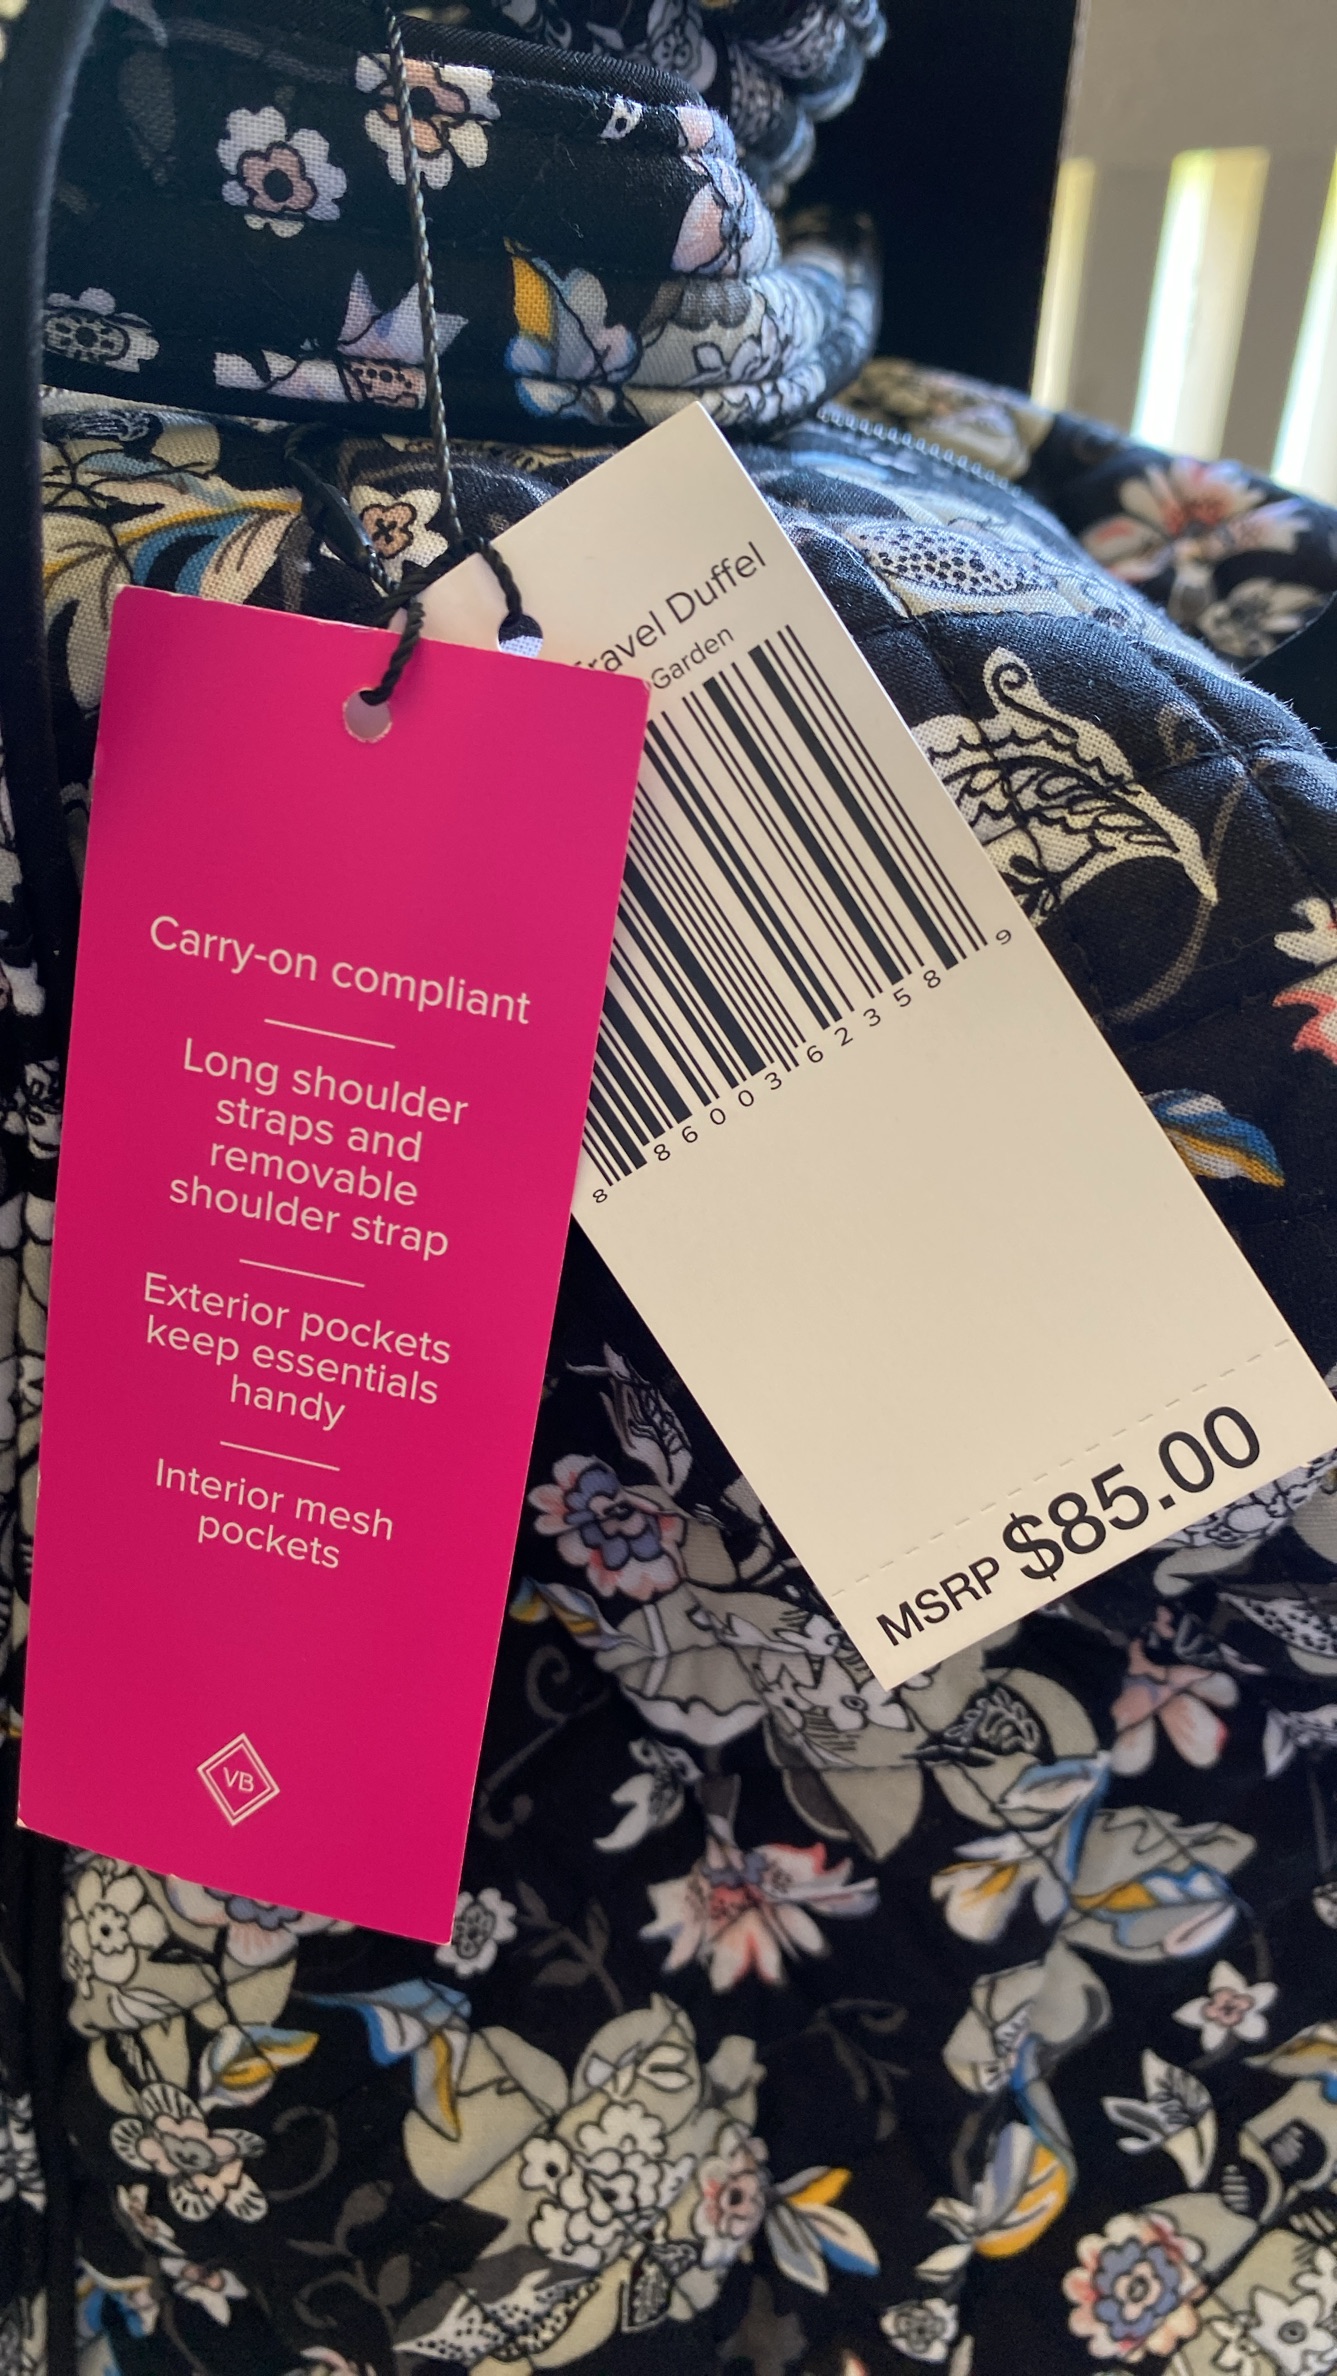 Travel Duffel
Garden
8 86003 62358 9
MSRP $85.00
Carry-on compliant
Long shoulder
straps and
removable
shoulder strap
Exterior pockets
keep essentials
handy
Interior mesh
pockets
VB